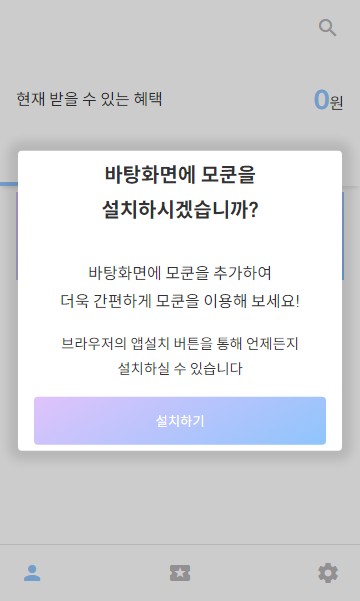 현재 받을 수 있는 혜택
0원
바탕화면에 모쿤을
설치하시겠습니까?
바탕화면에 모쿤을 추가하여
더욱 간편하게 모쿤을 이용해 보세요!
브라우저의 앱설치 버튼을 통해 언제든지
설치하실 수 있습니다
설치하기